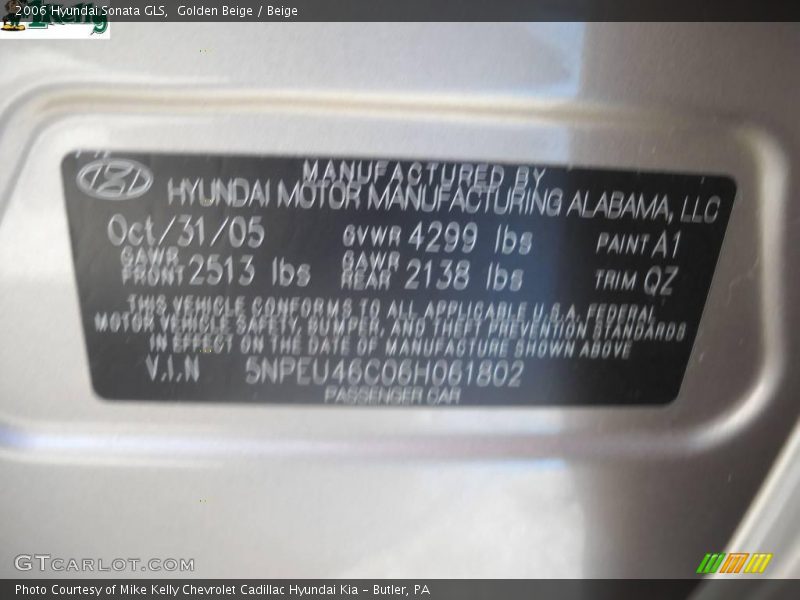 2006 Hyundai Sonata GLS, Golden Beige / Beige
Kelly
MANUFACTURED BY
HYUNDAI MOTOR MANUFACTURING ALABAMA, LLC
Oct/31/05 GVWR 4299 lbs PAINT A1
GAWR FRONT 2513 lbs GAWR REAR 2138 lbs TRIM QZ
THIS VEHICLE CONFORMS TO ALL APPLICABLE U.S.A. FEDERAL
MOTOR VEHICLE SAFETY, BUMPER, AND THEFT PREVENTION STANDARDS
IN EFFECT ON THE DATE OF MANUFACTURE SHOWN ABOVE
V.I.N 5NPEU46C06H061802
PASSENGER CAR
GTCARLOT.COM
Photo Courtesy of Mike Kelly Chevrolet Cadillac Hyundai Kia – Butler, PA